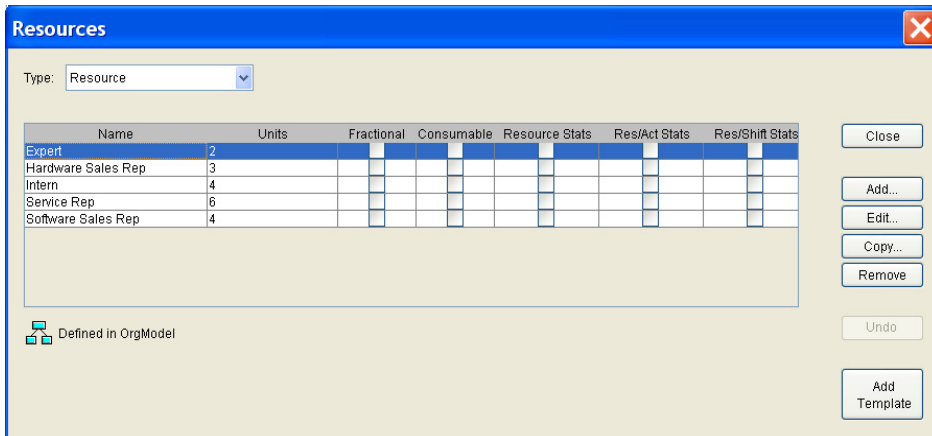 Resources
Type: Resource
Name Units Fractional Consumable Resource Stats Res/Act Stats Res/Shift Stats
Expert 2
Hardware Sales Rep 3
Intern 4
Service Rep 6
Software Sales Rep 4
Defined in OrgModel
Close
Add...
Edit...
Copy...
Remove
Undo
Add
Template